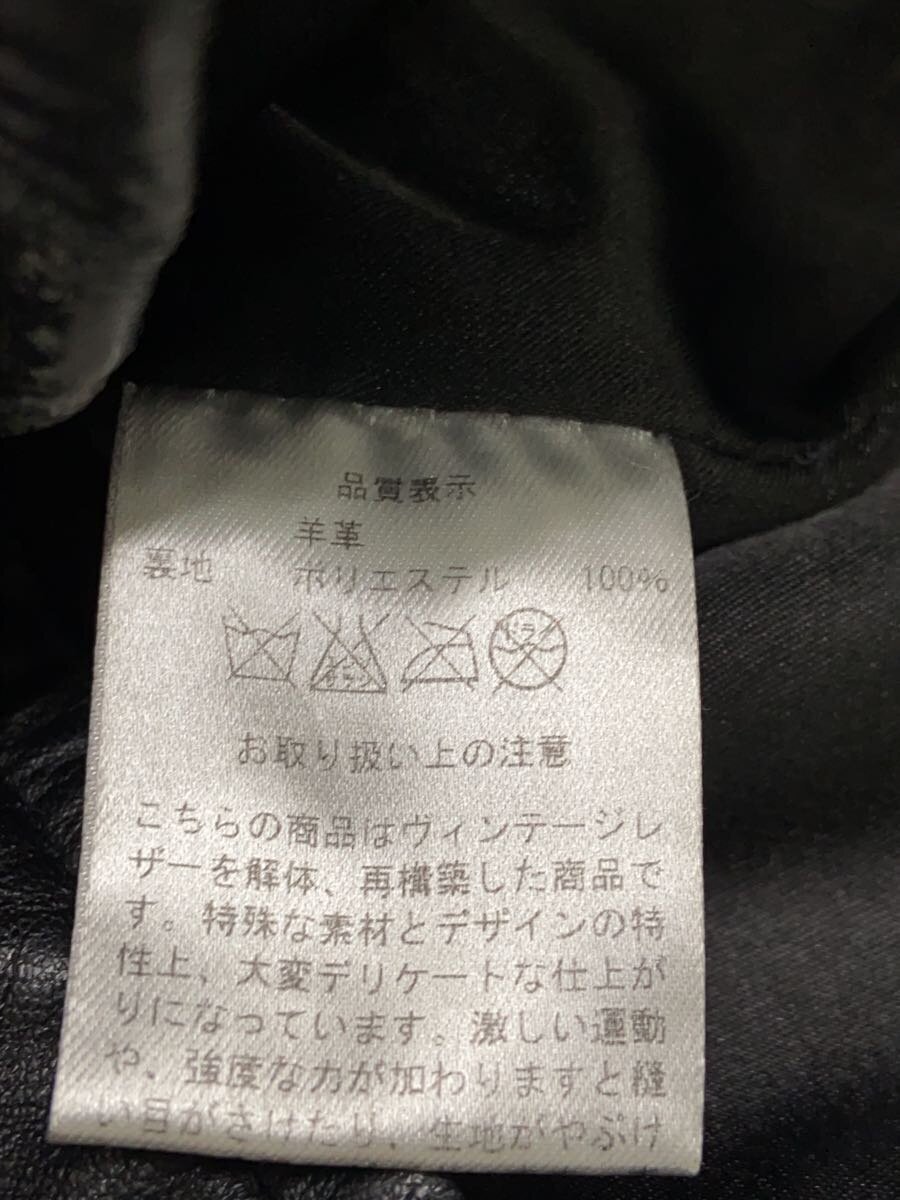 品質表示
羊革
裏地 ポリエステル 100%
お取り扱い上の注意
こちらの商品はヴィンテージレ
ザーを解体、再構築した商品で
す。特殊な素材とデザインの特
性上、大変デリケートな仕上が
りになっています。激しい運動
や、強度な力が加わりますと縫
い目がさけたり、生地がやぶけ